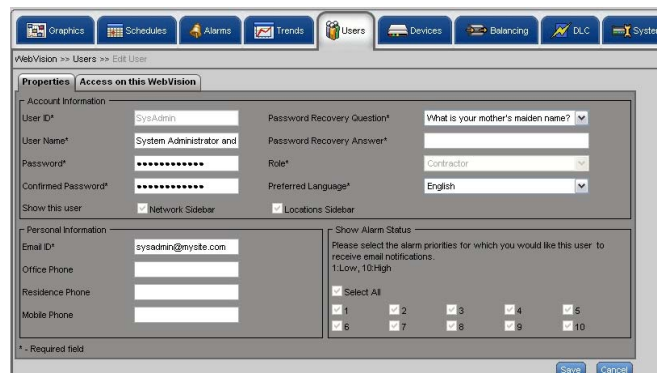 Graphics Schedules Alarms Trends Users Devices Balancing DLC System
WebVision >> Users >> Edit User
Properties Access on this WebVision
Account Information
User ID* SysAdmin Password Recovery Question* What is your mother's maiden name?
User Name* System Administrator and Password Recovery Answer*
Password* •••••••••••• Role* Contractor
Confirmed Password* •••••••••••• Preferred Language* English
Show this user Network Sidebar Locations Sidebar
Personal Information
Email ID* sysadmin@mysite.com
Office Phone
Residence Phone
Mobile Phone
Show Alarm Status
Please select the alarm priorities for which you would like this user to
receive email notifications.
1:Low, 10:High
Select All
1 2 3 4 5
6 7 8 9 10
* - Required field
Save Cancel